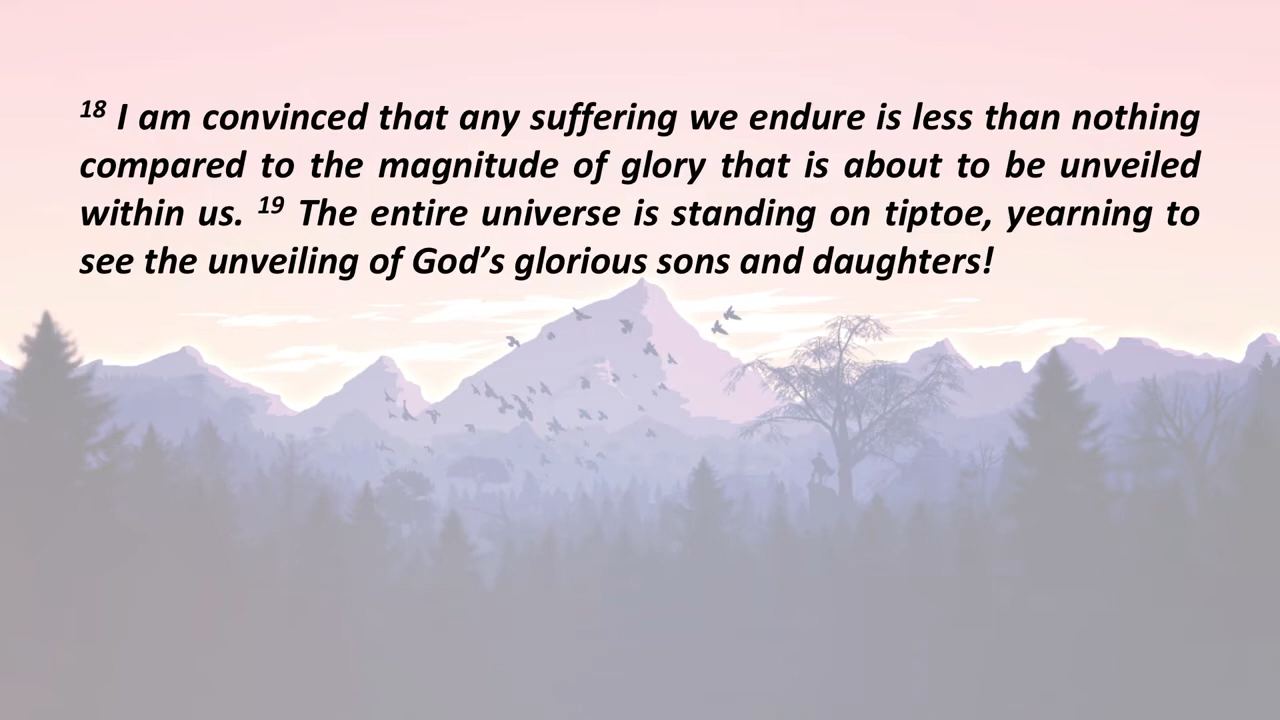 18 I am convinced that any suffering we endure is less than nothing
compared to the magnitude of glory that is about to be unveiled
within us. 19 The entire universe is standing on tiptoe, yearning to
see the unveiling of God’s glorious sons and daughters!